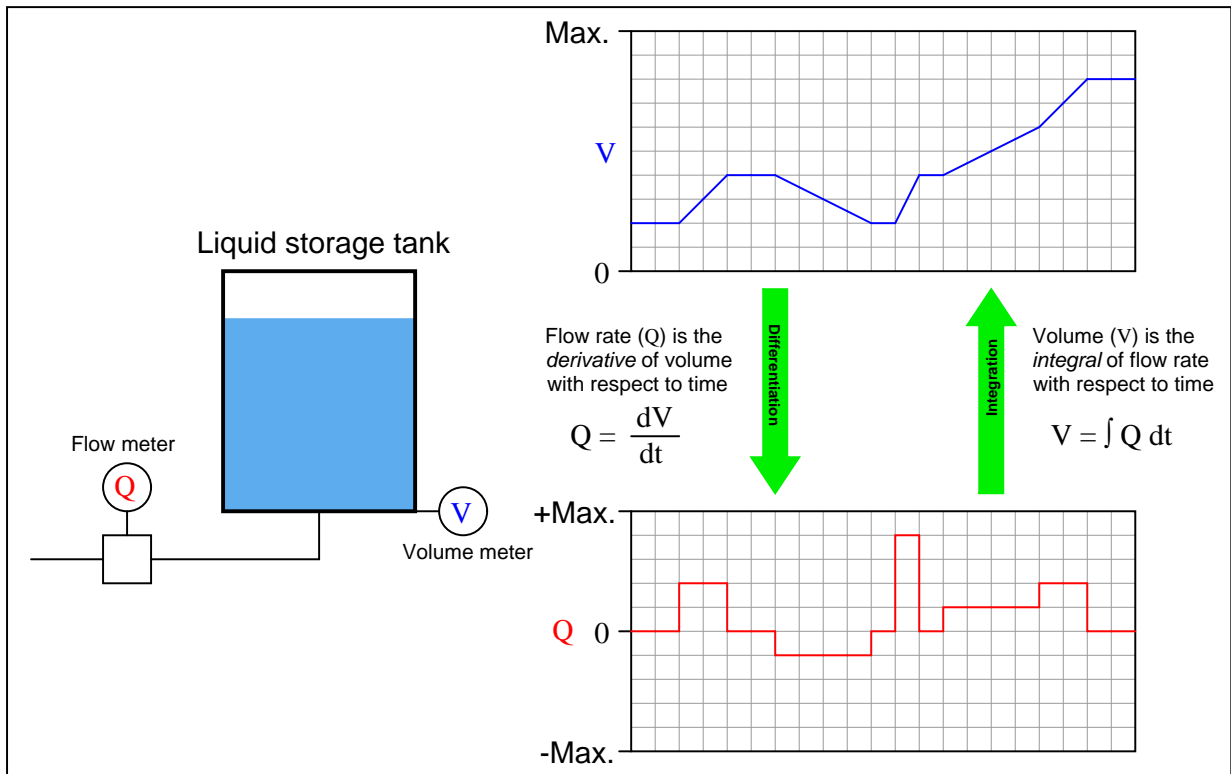 Liquid storage tank
Flow meter
Q
V
Volume meter
Max.
V
0
Flow rate (Q) is the
derivative of volume
with respect to time
Q = dV/dt
Differentiation
Integration
Volume (V) is the
integral of flow rate
with respect to time
V = ∫ Q dt
+Max.
Q 0
-Max.